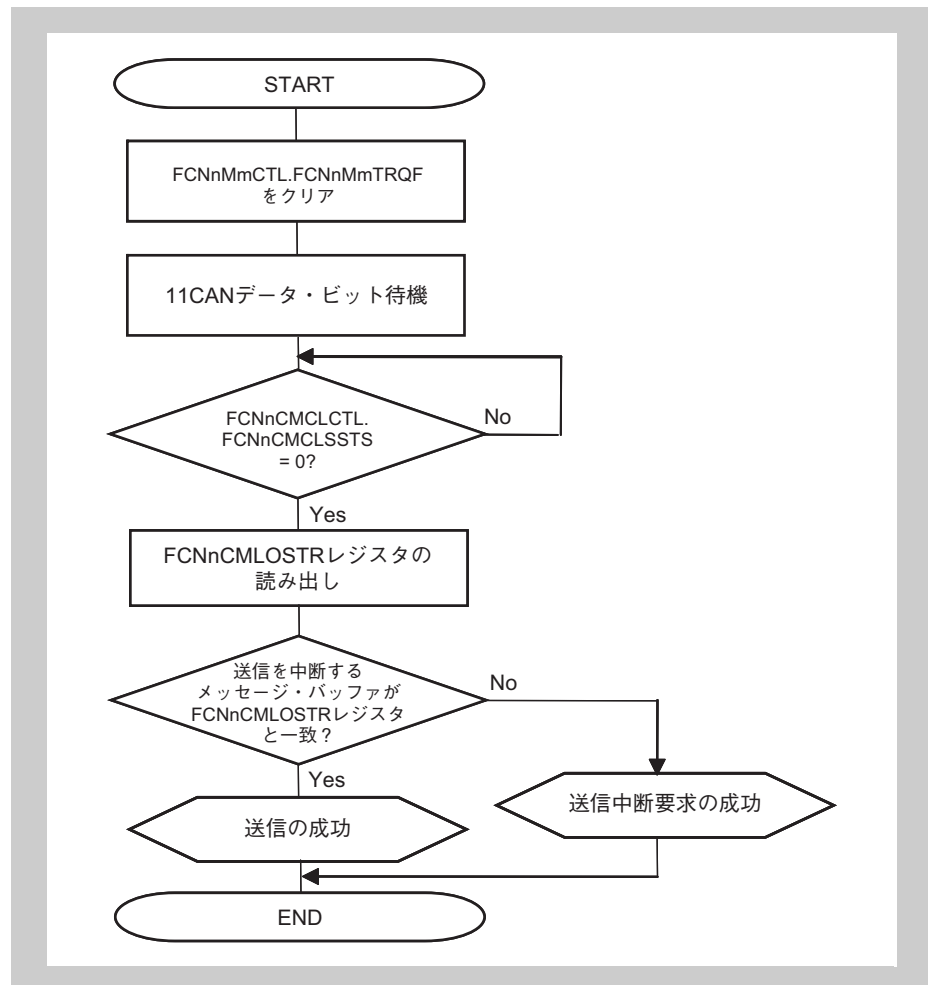 START
FCNnMmCTL.FCNnMmTRQF
をクリア
11CANデータ・ビット待機
FCNnCMCLCTL.
FCNnCMCLSSTS
= 0?
No
Yes
FCNnCMLOSTRレジスタの
読み出し
送信を中断する
メッセージ・バッファが
FCNnCMLOSTRレジスタ
と一致？
No
Yes
送信の成功
送信中断要求の成功
END